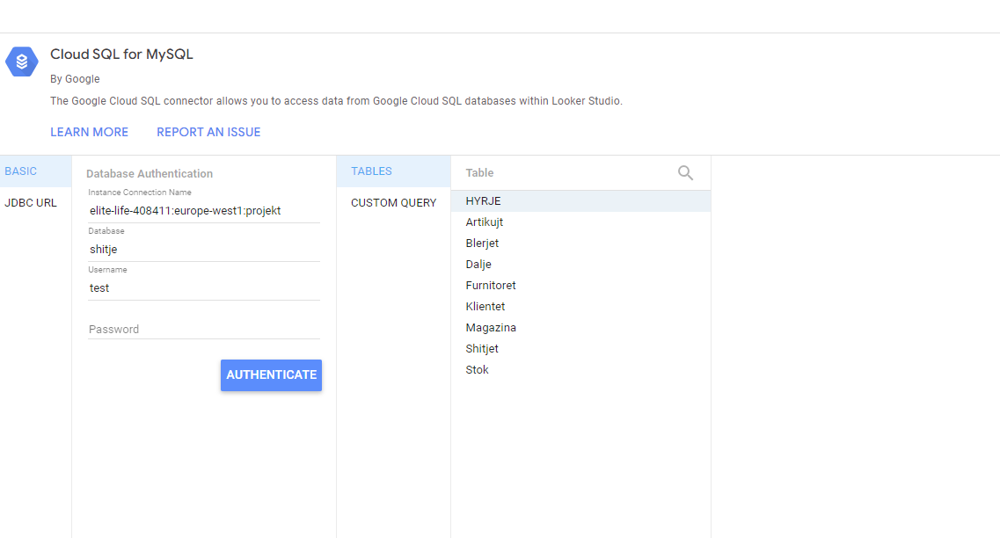 Cloud SQL for MySQL
By Google
The Google Cloud SQL connector allows you to access data from Google Cloud SQL databases within Looker Studio.
LEARN MORE REPORT AN ISSUE
BASIC
JDBC URL
Database Authentication
Instance Connection Name
elite-life-408411:europe-west1:projekt
Database
shitje
Username
test
Password
AUTHENTICATE
TABLES
CUSTOM QUERY
Table
HYRJE
Artikujt
Blerjet
Dalje
Furnitoret
Klientet
Magazina
Shitjet
Stok